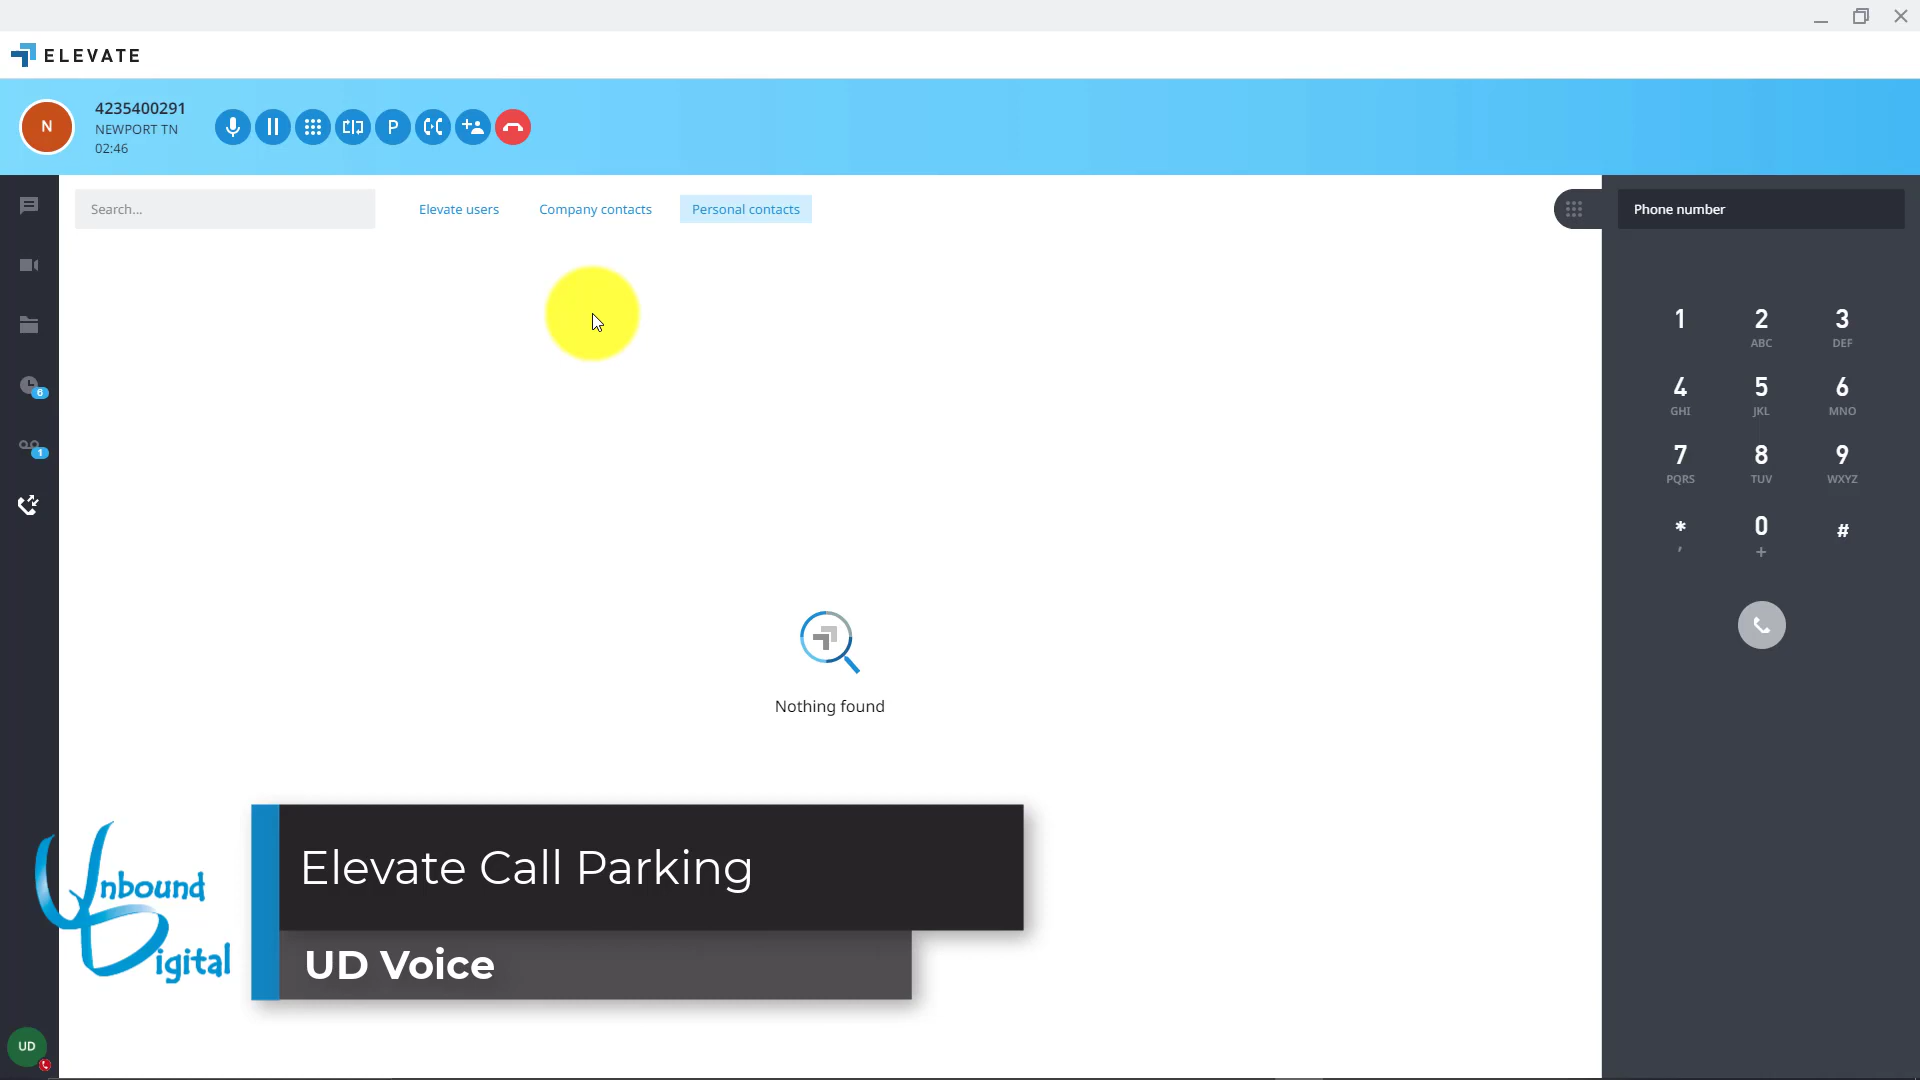 ELEVATE
N
4235400291
NEWPORT TN
02:46
P
Search...
Elevate users
Company contacts
Personal contacts
Phone number
1
2
ABC
3
DEF
4
GHI
5
JKL
6
MNO
7
PQRS
8
TUV
9
WXYZ
*
,
0
+
#
6
1
Nothing found
Unbound
Digital
Elevate Call Parking
UD Voice
UD